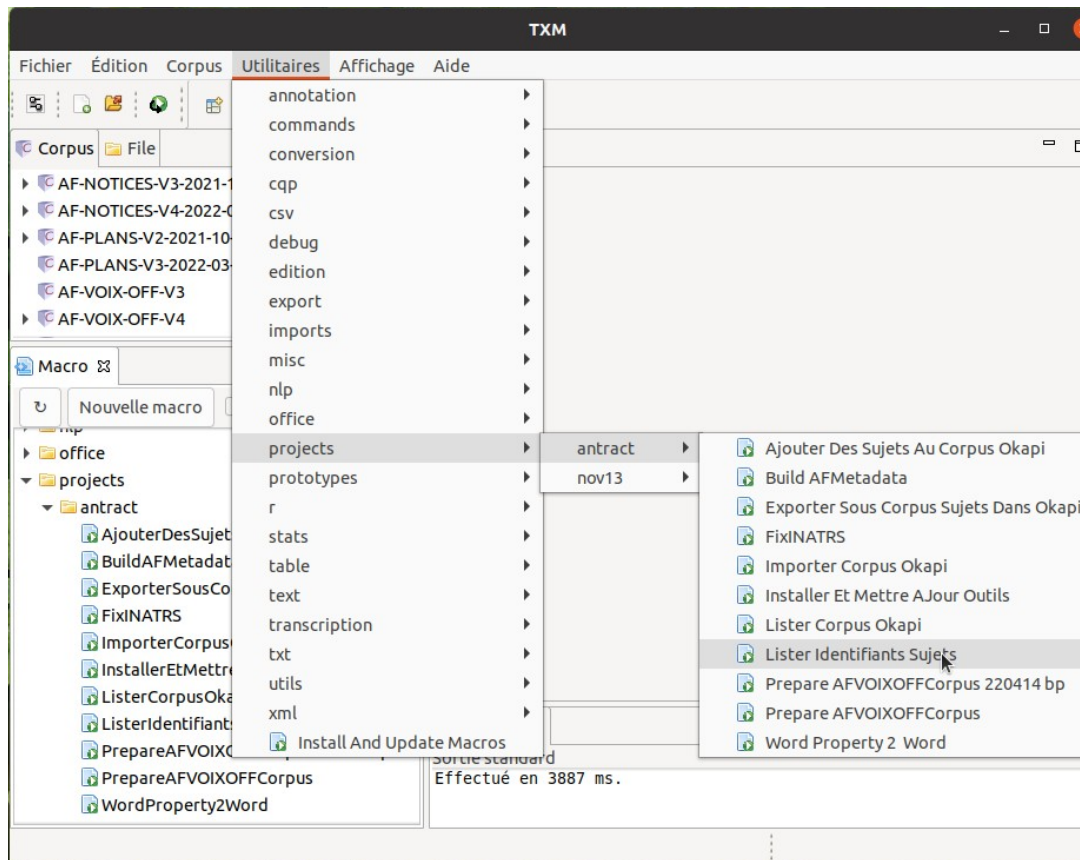 TXM
Fichier Édition Corpus Utilitaires Affichage Aide
Corpus File
AF-NOTICES-V3-2021-1
AF-NOTICES-V4-2022-0
AF-PLANS-V2-2021-10-
AF-PLANS-V3-2022-03-
AF-VOIX-OFF-V3
AF-VOIX-OFF-V4
Macro
Nouvelle macro
nlp
office
projects
antract
AjouterDesSujet
BuildAFMetadat
ExporterSousCo
FixINATRS
ImporterCorpus
InstallerEtMettre
ListerCorpusOka
ListerIdentifiants
PrepareAFVOIXO
PrepareAFVOIXOFFCorpus
WordProperty2Word
annotation
commands
conversion
cqp
csv
debug
edition
export
imports
misc
nlp
office
projects
prototypes
r
stats
table
text
transcription
txt
utils
xml
Install And Update Macros
antract
nov13
Ajouter Des Sujets Au Corpus Okapi
Build AFMetadata
Exporter Sous Corpus Sujets Dans Okapi
FixINATRS
Importer Corpus Okapi
Installer Et Mettre AJour Outils
Lister Corpus Okapi
Lister Identifiants Sujets
Prepare AFVOIXOFFCorpus 220414 bp
Prepare AFVOIXOFFCorpus
Word Property 2 Word
Sortie standard
Effectué en 3887 ms.